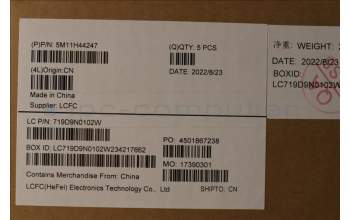 (P)P/N: 5M11H44247
(Q)QTY: 5 PCS
(4L)Origin:CN
DATE: 2022/8/23
Made in China
Supplier: LCFC
净重: WEIGHT:
DATE: 2022/8/23
BOXID:
LC719D9N0102W
LC P/N: 719D9N0102W
PO: 4501867238
BOX ID: LC719D9N0102W234217662
MO: 17390301
Contains Merchandise From: China
LCFC(HeFei) Electronics Technology Co., Ltd
SHIPTO: CN